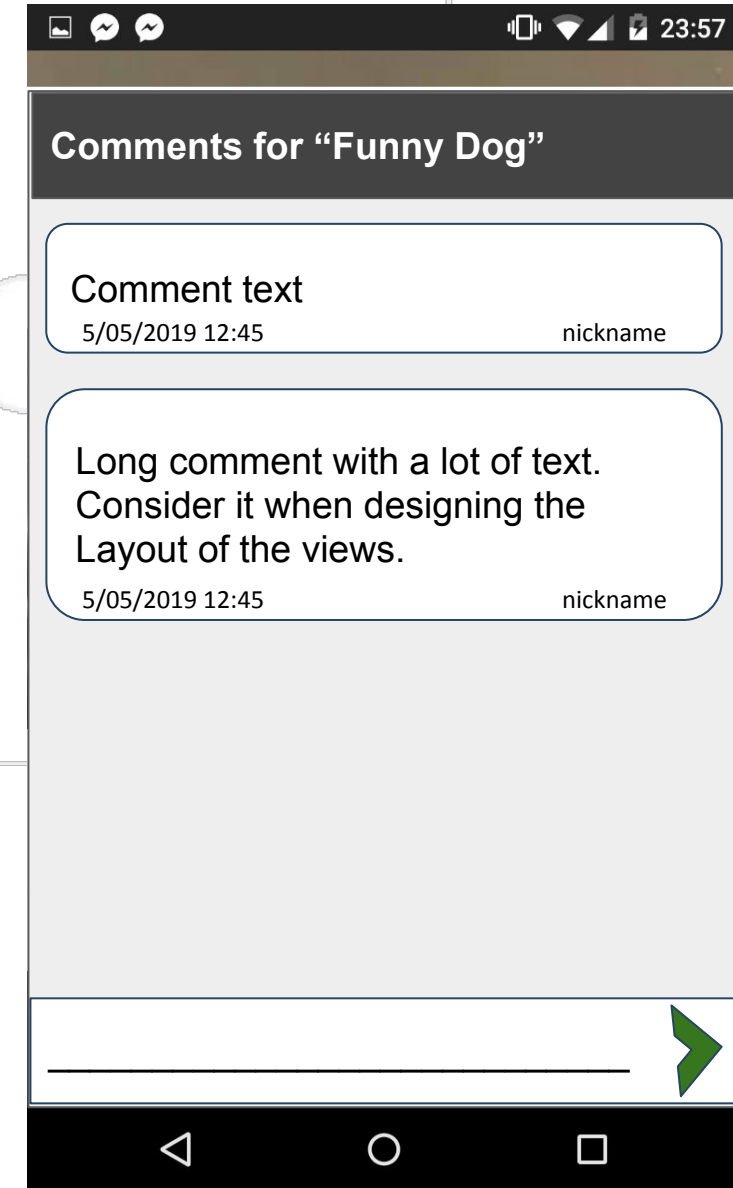 23:57
Comments for “Funny Dog”
Comment text
5/05/2019 12:45 nickname
Long comment with a lot of text.
Consider it when designing the
Layout of the views.
5/05/2019 12:45 nickname